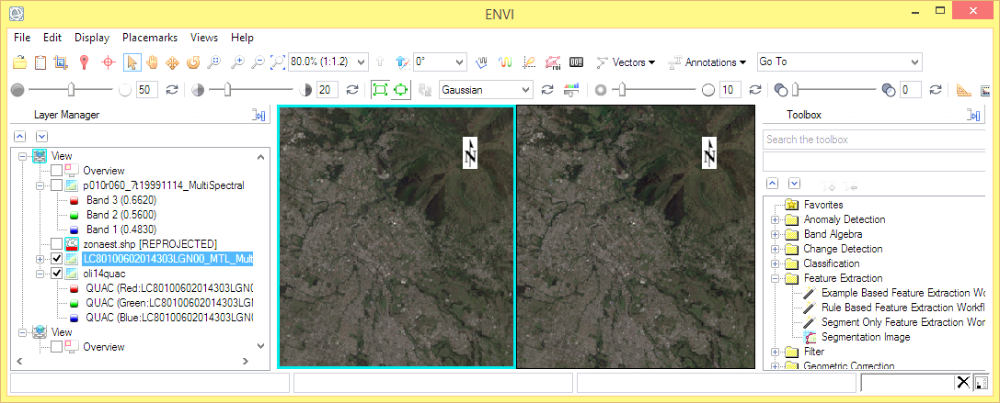 ENVI
File Edit Display Placemarks Views Help
80.0% (1:1.2) 0° roi Vectors Annotations Go To
50 20 Gaussian 10 0
Layer Manager
View
Overview
p010r060_7t19991114_MultiSpectral
Band 3 (0.6620)
Band 2 (0.5600)
Band 1 (0.4830)
zonaest.shp [REPROJECTED]
LC80100602014303LGN00_MTL_Mult
oli14quac
QUAC (Red:LC80100602014303LGN0
QUAC (Green:LC80100602014303LGN0
QUAC (Blue:LC80100602014303LGN0
View
Overview
N
N
Toolbox
Search the toolbox
Favorites
Anomaly Detection
Band Algebra
Change Detection
Classification
Feature Extraction
Example Based Feature Extraction Wo
Rule Based Feature Extraction Workfl
Segment Only Feature Extraction Wor
Segmentation Image
Filter
Geometric Correction